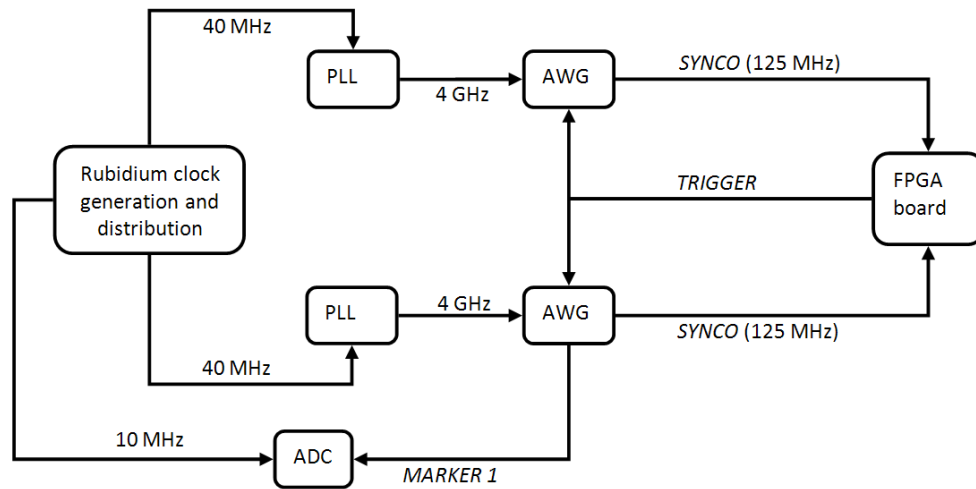 40 MHz
PLL
4 GHz
AWG
SYNCO (125 MHz)
Rubidium clock
generation and
distribution
TRIGGER
FPGA
board
PLL
4 GHz
AWG
SYNCO (125 MHz)
40 MHz
10 MHz
ADC
MARKER 1